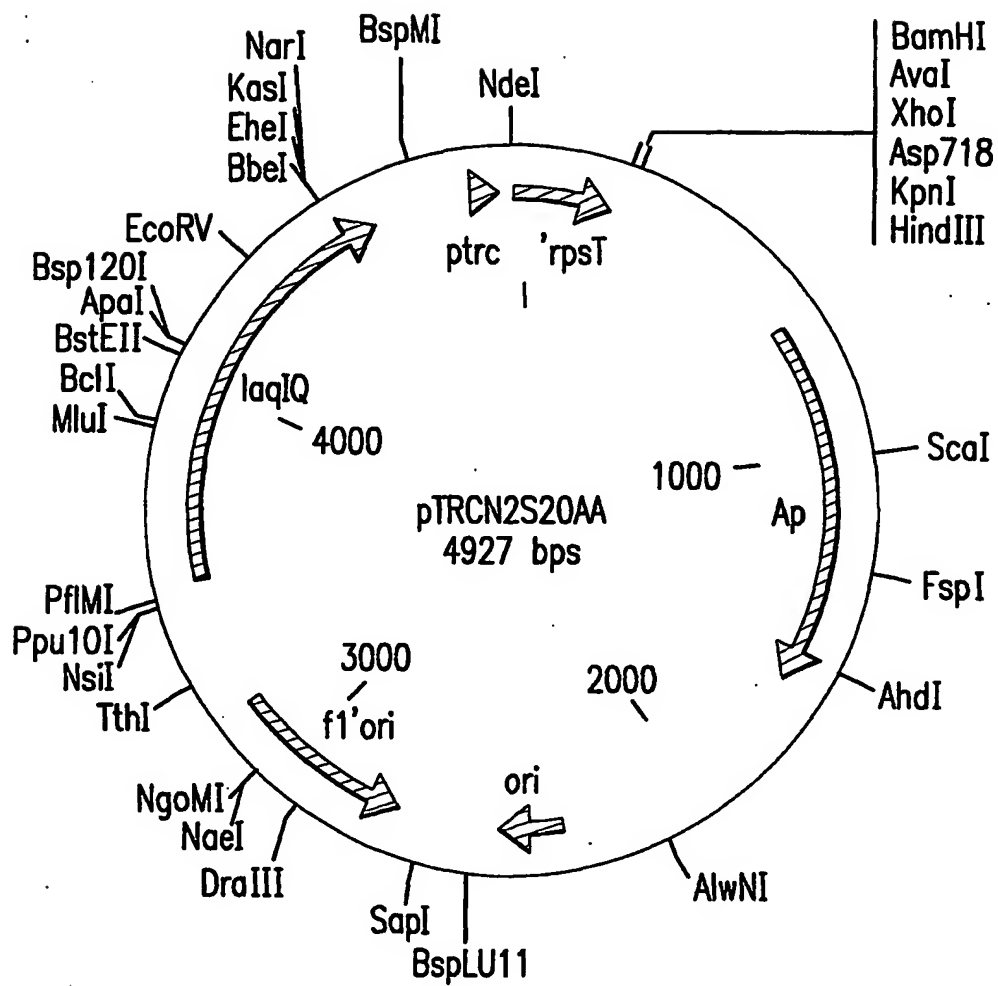 BspMI
NarI
KasI
EheI
BbeI
NdeI
BamHI
AvaI
XhoI
Asp718
KpnI
HindIII
EcoRV
Bsp120I
ApaI
BstEII
BclI
MluI
ptrc
'rpsT
I
laqIQ
4000
1000
ScaI
Ap
pTRCN2S20AA
4927 bps
FspI
PflMI
Ppu10I
NsiI
TthI
3000
f1'ori
2000
AhdI
ori
NgoMI
NaeI
DraIII
SapI
BspLU11
AlwNI